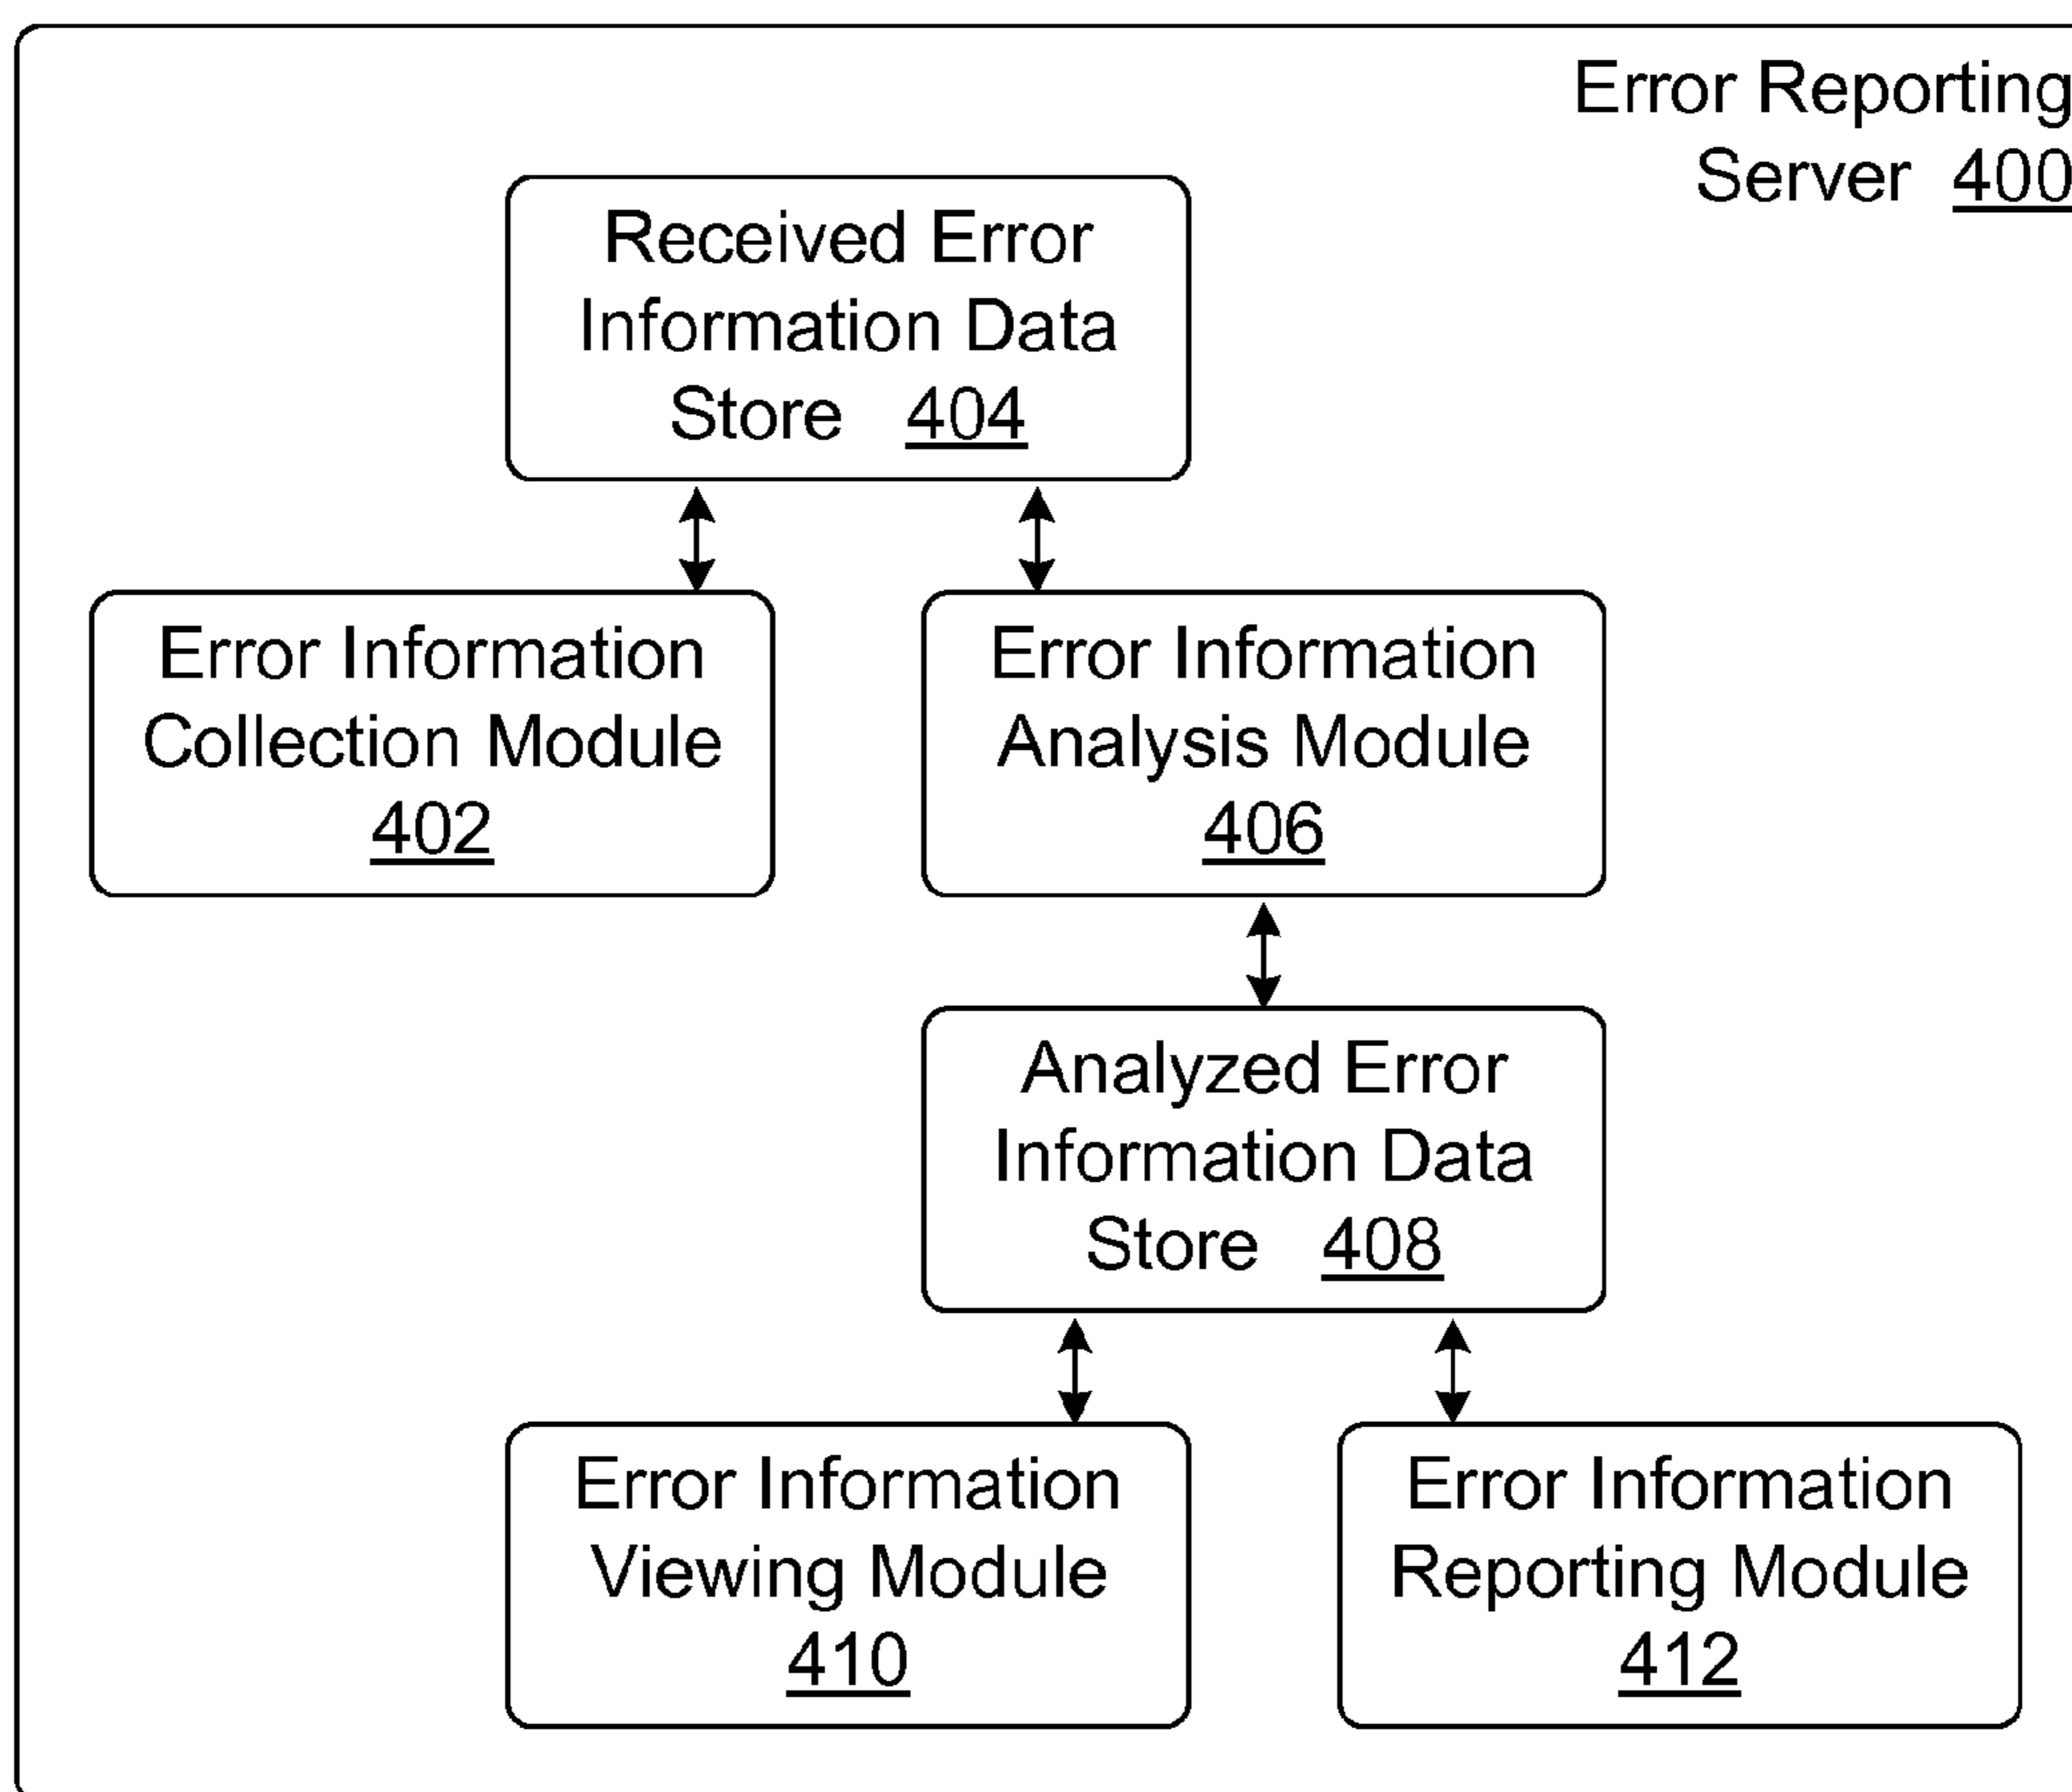 Error Reporting
Server 400
Received Error
Information Data
Store 404
Error Information
Collection Module
402
Error Information
Analysis Module
406
Analyzed Error
Information Data
Store 408
Error Information
Viewing Module
410
Error Information
Reporting Module
412